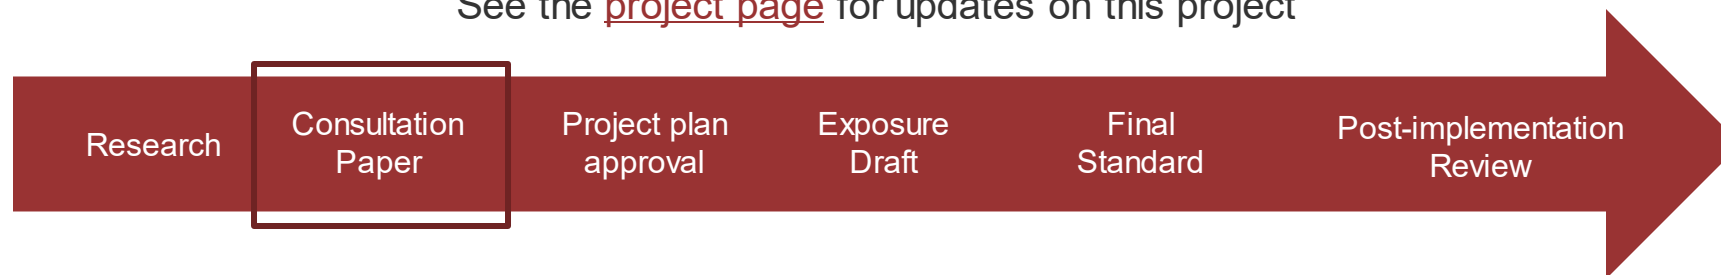 See the project page for updates on this project
Research
Consultation
Paper
Project plan
approval
Exposure
Draft
Final
Standard
Post-implementation
Review